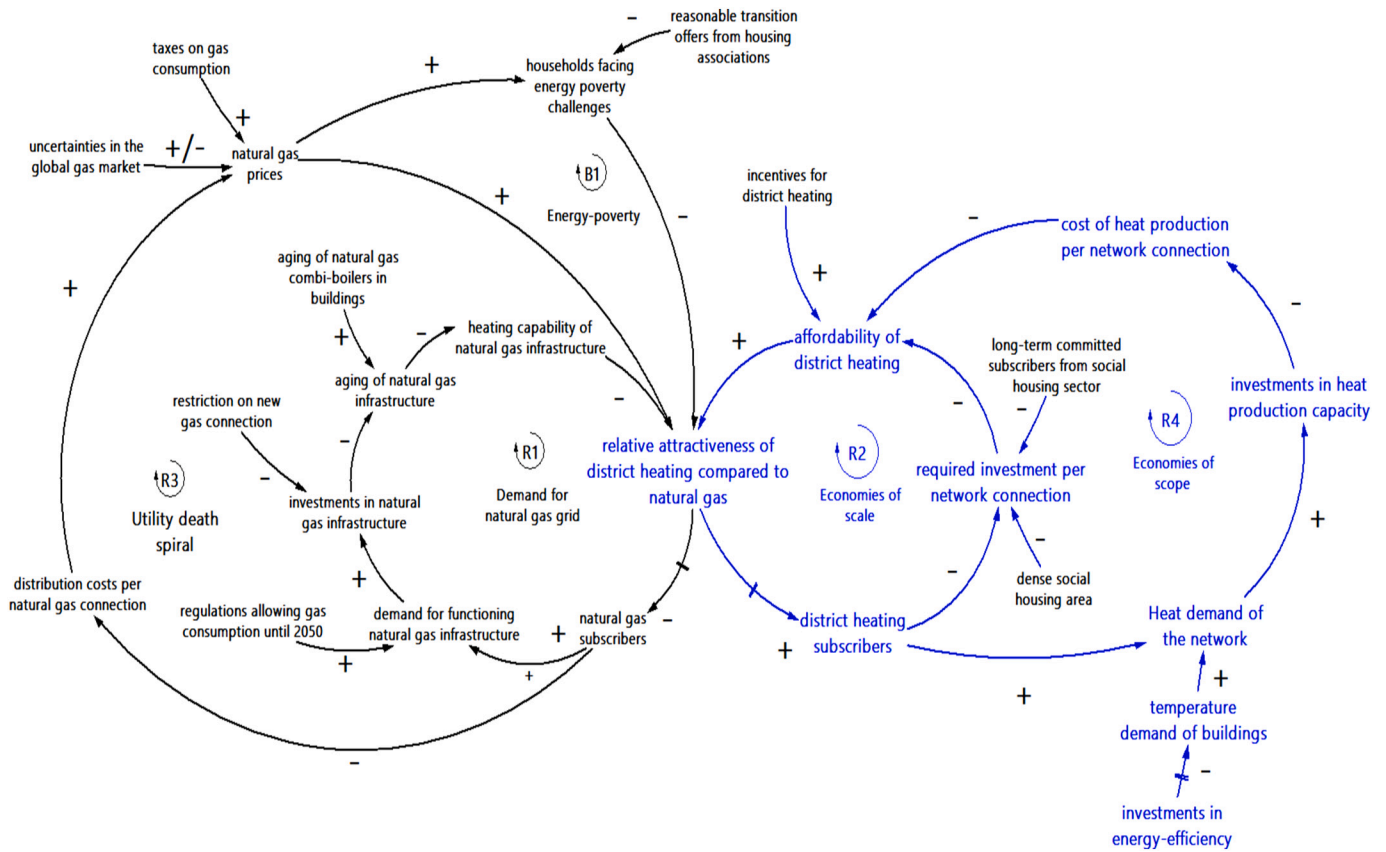 taxes on gas
consumption
+
uncertainties in the
global gas market
+/-
natural gas
prices
+
–
reasonable transition
offers from housing
associations
households facing
energy poverty
challenges
B1
Energy-poverty
+
–
incentives for
district heating
+
–
cost of heat production
per network connection
+
aging of natural gas
combi-boilers in
buildings
+
–
heating capability of
natural gas infrastructure
–
aging of natural gas
infrastructure
restriction on new
gas connection
–
–
investments in natural
gas infrastructure
R3
Utility death
spiral
R1
Demand for
natural gas grid
+
affordability of
district heating
relative attractiveness of
district heating compared to
natural gas
R2
Economies of
scale
–
long-term committed
subscribers from social
housing sector
–
required investment per
network connection
–
dense social
housing area
–
R4
Economies of
scope
–
investments in heat
production capacity
+
distribution costs per
natural gas connection
regulations allowing gas
consumption until 2050
+
+
demand for functioning
natural gas infrastructure
+
+
natural gas
subscribers
–
–
+
district heating
subscribers
+
Heat demand of
the network
+
temperature
demand of buildings
–
investments in
energy-efficiency